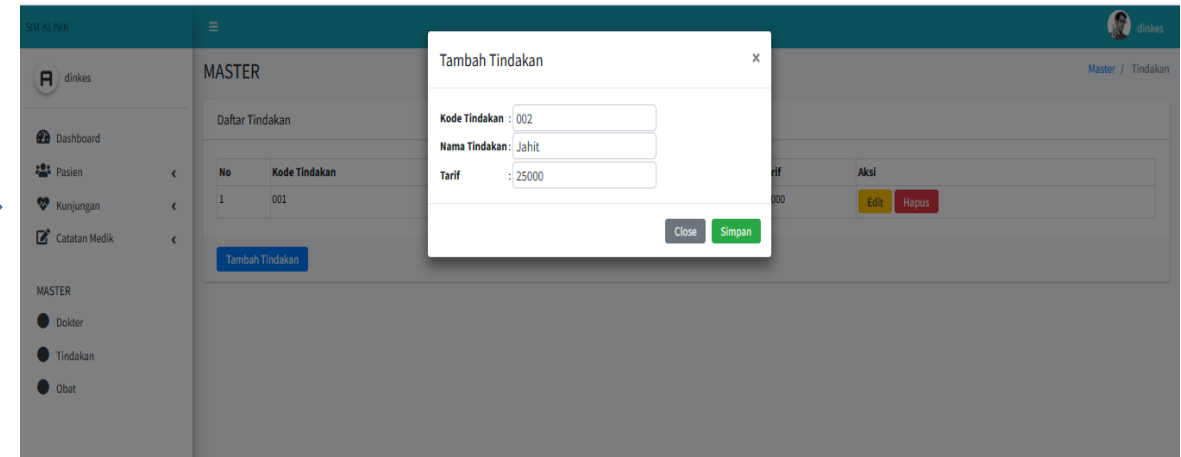 SIM-KLINIK
dinkes
dinkes
Dashboard
Pasien
Kunjungan
Catatan Medik
MASTER
Dokter
Tindakan
Obat
MASTER
Master / Tindakan
Daftar Tindakan
No Kode Tindakan Aksi
1 001 Edit Hapus
Tambah Tindakan
Tambah Tindakan ×
Kode Tindakan : 002
Nama Tindakan : Jahit
Tarif : 25000
Close Simpan